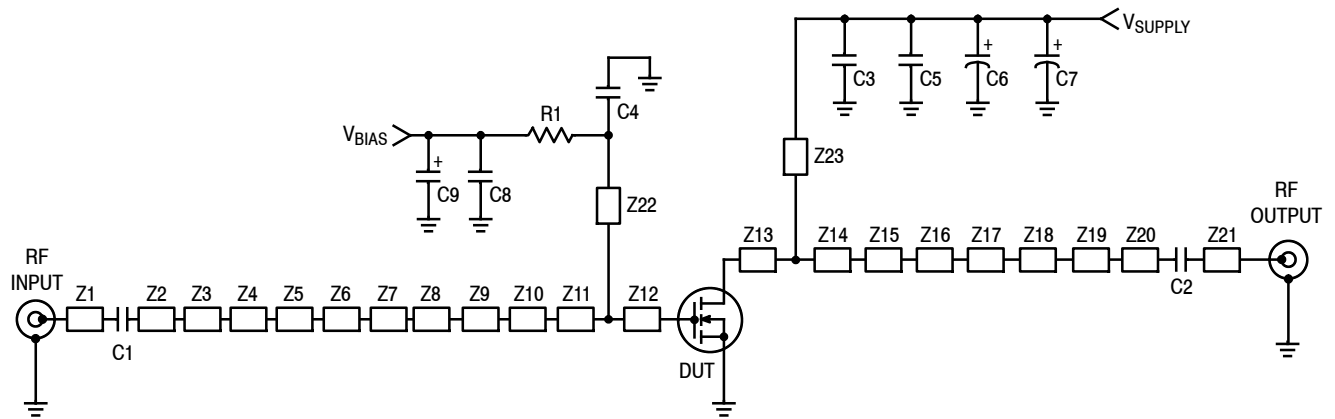 VSUPPLY
C3
C5
+
C6
+
C7
C4
R1
VBIAS
+
C9
C8
Z22
Z23
RF
OUTPUT
Z13
Z14
Z15
Z16
Z17
Z18
Z19
Z20
Z21
C2
RF
INPUT
Z1
Z2
Z3
Z4
Z5
Z6
Z7
Z8
Z9
Z10
Z11
Z12
C1
DUT